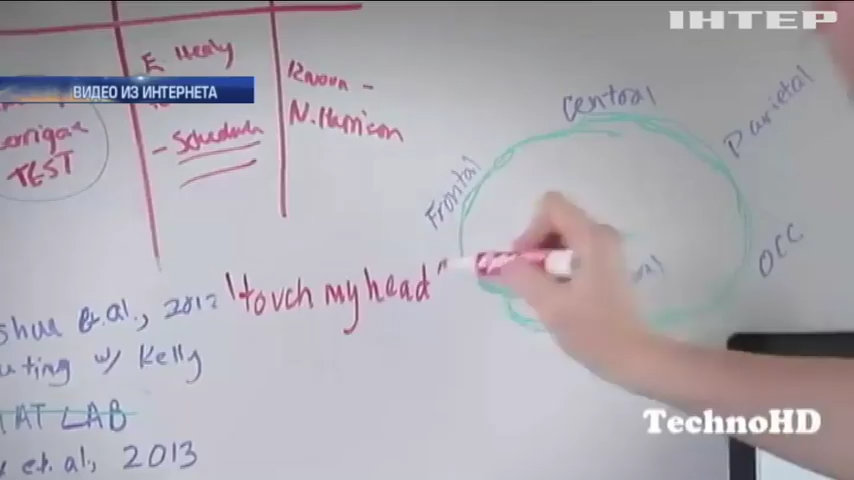 ІНТЕР
ВИДЕО ИЗ ИНТЕРНЕТА
E. Healy
- Schedule
N. Harrison
TEST
central
Parietal
Frontal
OCC
"touch my head"
et. al., 2012
w/ Kelly
LAB
et. al., 2013
TechnoHD